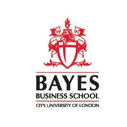 BAYES
BUSINESS SCHOOL
CITY, UNIVERSITY OF LONDON